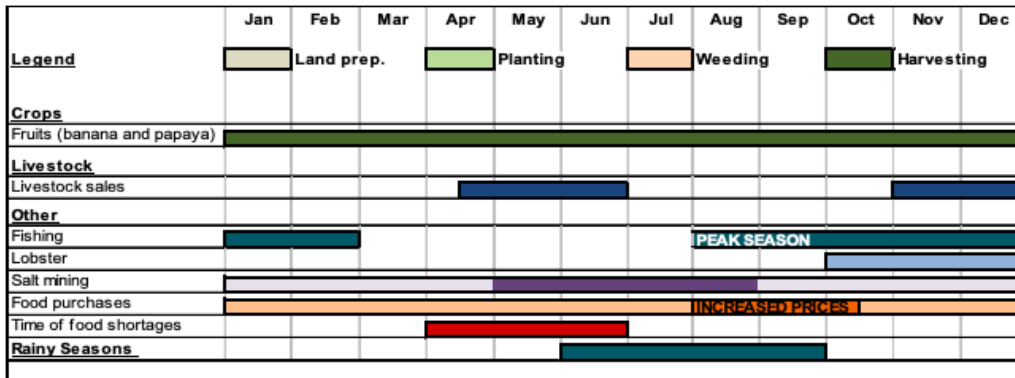 Jan Feb Mar Apr May Jun Jul Aug Sep Oct Nov Dec
Legend Land prep. Planting Weeding Harvesting
Crops
Fruits (banana and papaya)
Livestock
Livestock sales
Other
Fishing PEAK SEASON
Lobster
Salt mining
Food purchases INCREASED PRICES
Time of food shortages
Rainy Seasons